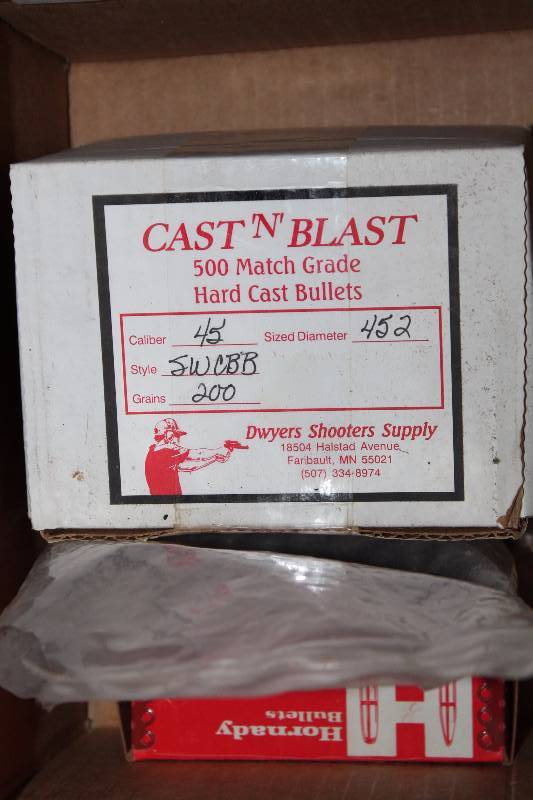 CAST 'N' BLAST
500 Match Grade
Hard Cast Bullets
Caliber 45 Sized Diameter 452
Style SWCBB
Grains 200
Dwyers Shooters Supply
18504 Halstad Avenue
Faribault, MN 55021
(507) 334-8974
Hornady
Bullets
H